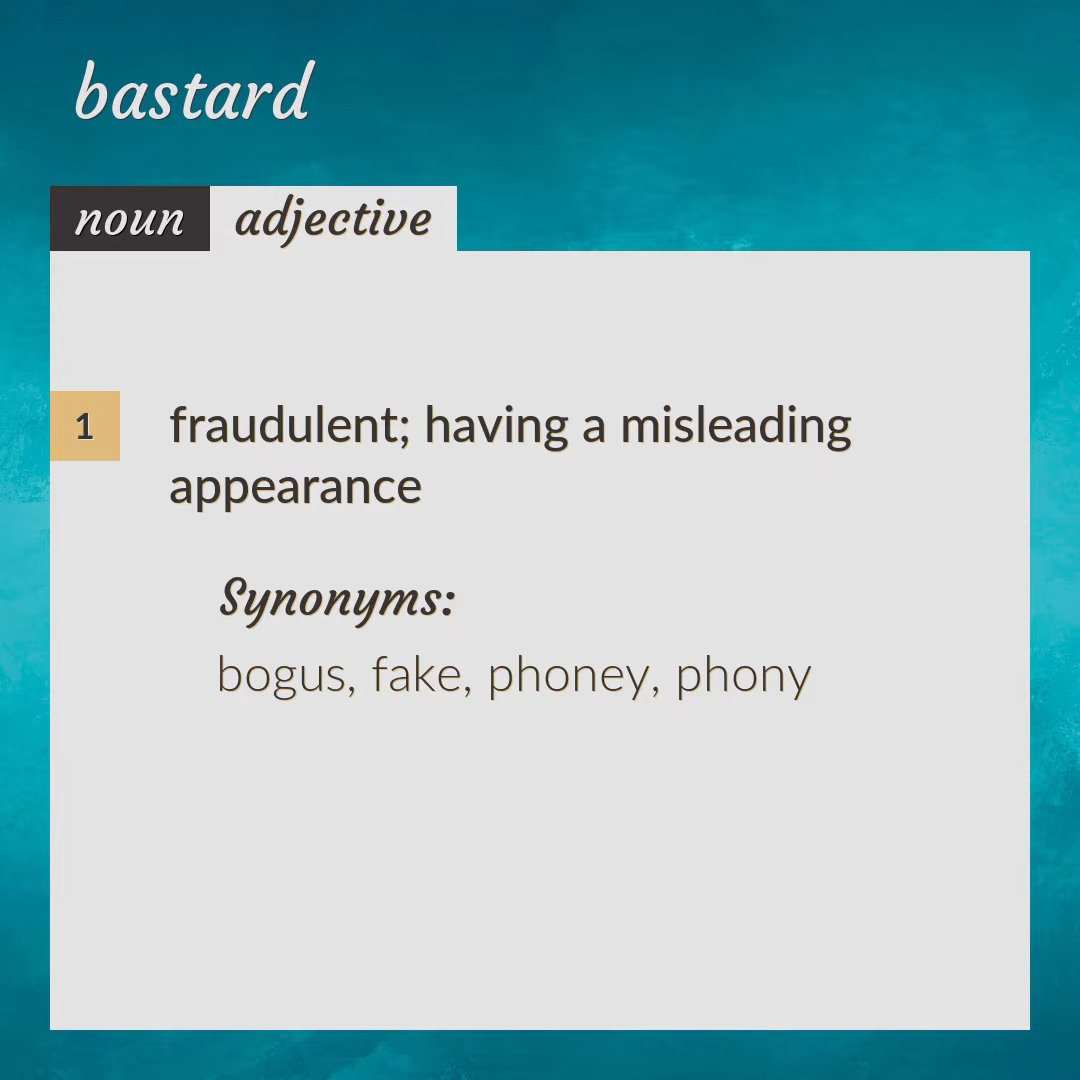 bastard
noun adjective
1 fraudulent; having a misleading
appearance
Synonyms:
bogus, fake, phoney, phony